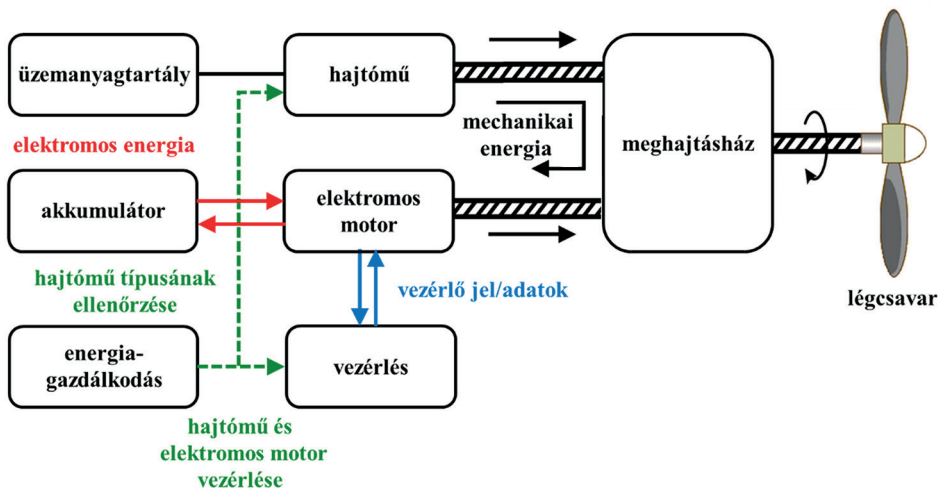 üzemanyagtartály
hajtómű
mechanikai
energia
meghajtásház
elektromos energia
akkumulátor
elektromos
motor
hajtómű típusának
ellenőrzése
vezérlő jel/adatok
légcsavar
energia-
gazdálkodás
vezérlés
hajtómű és
elektromos motor
vezérlése